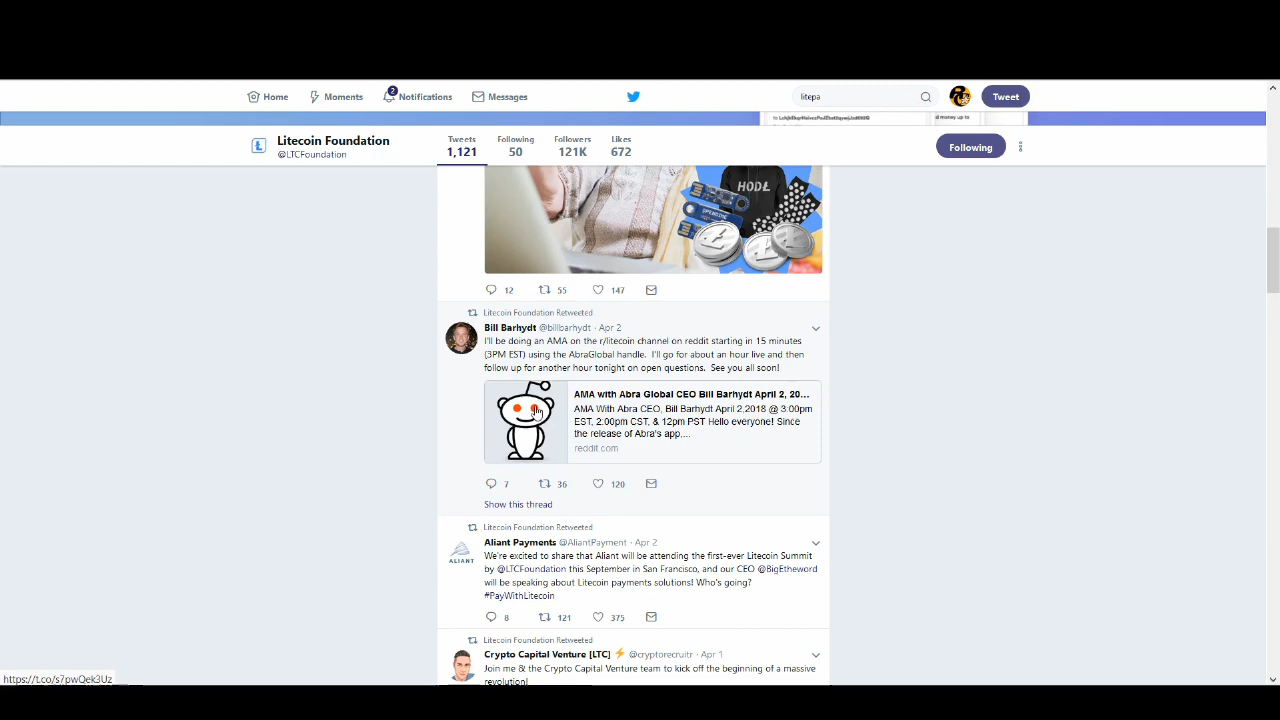 Home
Moments
2
Notifications
Messages
litepa
Tweet
Litecoin Foundation
@LTCFoundation
Tweets
1,121
Following
50
Followers
121K
Likes
672
Following
HODL
12
55
147
Litecoin Foundation Retweeted
Bill Barhydt @billbarhydt · Apr 2
I'll be doing an AMA on the r/litecoin channel on reddit starting in 15 minutes
(3PM EST) using the AbraGlobal handle. I'll go for about an hour live and then
follow up for another hour tonight on open questions. See you all soon!
AMA with Abra Global CEO Bill Barhydt April 2, 20...
AMA With Abra CEO, Bill Barhydt April 2,2018 @ 3:00pm
EST, 2:00pm CST, & 12pm PST Hello everyone! Since
the release of Abra's app,...
reddit.com
7
36
120
Show this thread
Litecoin Foundation Retweeted
Aliant Payments @AliantPayment · Apr 2
ALIANT
We're excited to share that Aliant will be attending the first-ever Litecoin Summit
by @LTCFoundation this September in San Francisco, and our CEO @BigEtheword
will be speaking about Litecoin payments solutions! Who's going?
#PayWithLitecoin
8
121
375
Litecoin Foundation Retweeted
Crypto Capital Venture [LTC] ⚡ @cryptorecruitr · Apr 1
Join me & the Crypto Capital Venture team to kick off the beginning of a massive
revolution!
https://t.co/s7pwQek3Uz